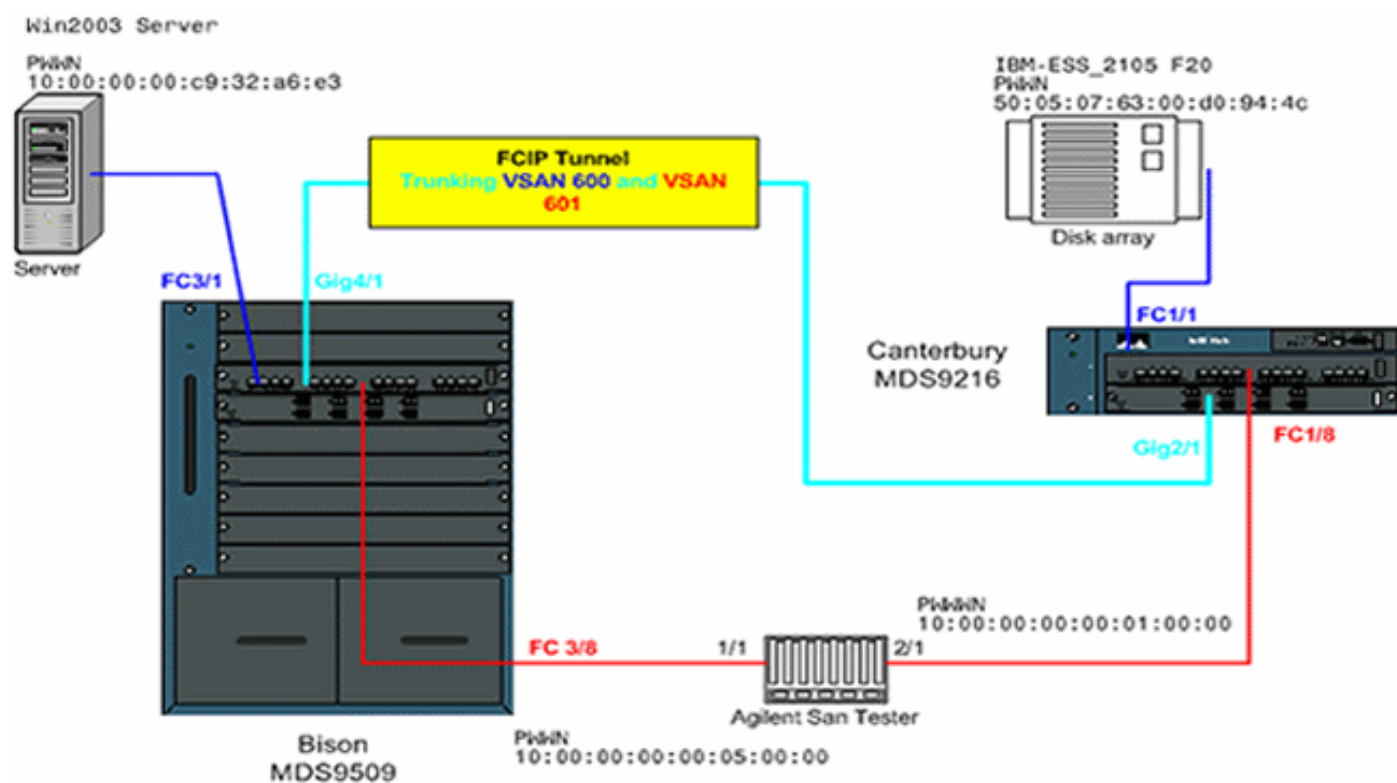 Win2003 Server
PWWN
10:00:00:00:c9:32:a6:e3
IBM-ESS_2105 F20
PWWN
50:05:07:63:00:d0:94:4c
FCIP Tunnel
Trunking VSAN 600 and VSAN
601
Server
Disk array
FC3/1
Gig4/1
FC1/1
Canterbury
MDS9216
Gig2/1
FC1/8
PWWN
10:00:00:00:00:01:00:00
FC 3/8
1/1
2/1
Agilent San Tester
Bison
MDS9509
PWWN
10:00:00:00:00:05:00:00